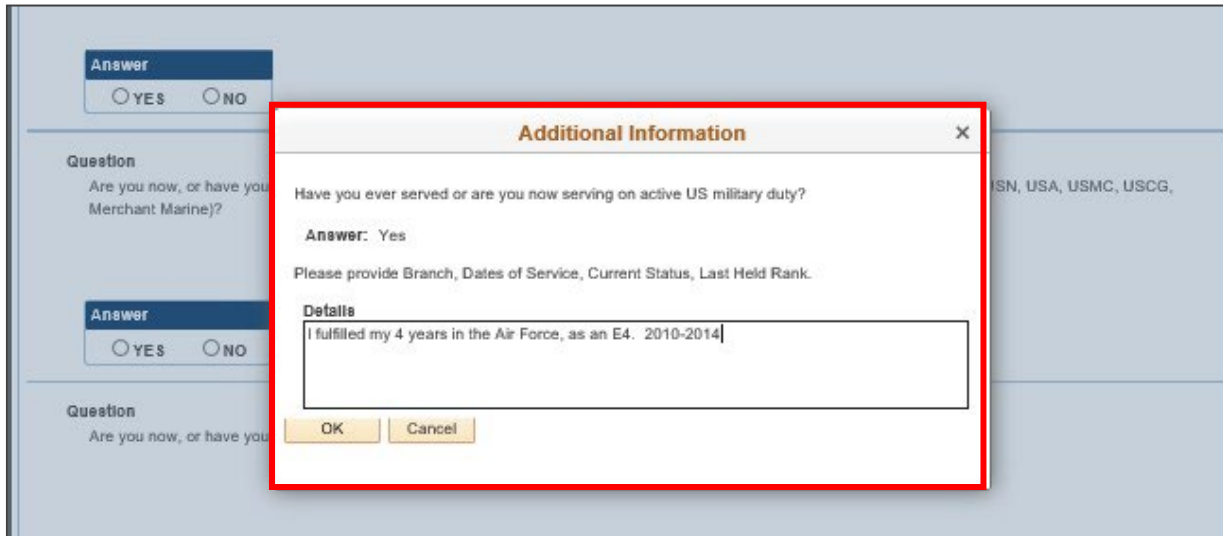 Answer
YES NO
Additional Information ×
Question
Are you now, or have you
SN, USA, USMC, USCG,
Merchant Marine)?
Have you ever served or are you now serving on active US military duty?
Answer: Yes
Please provide Branch, Dates of Service, Current Status, Last Held Rank.
Answer
YES NO
Details
I fulfilled my 4 years in the Air Force, as an E4. 2010-2014
Question
Are you now, or have you
OK Cancel